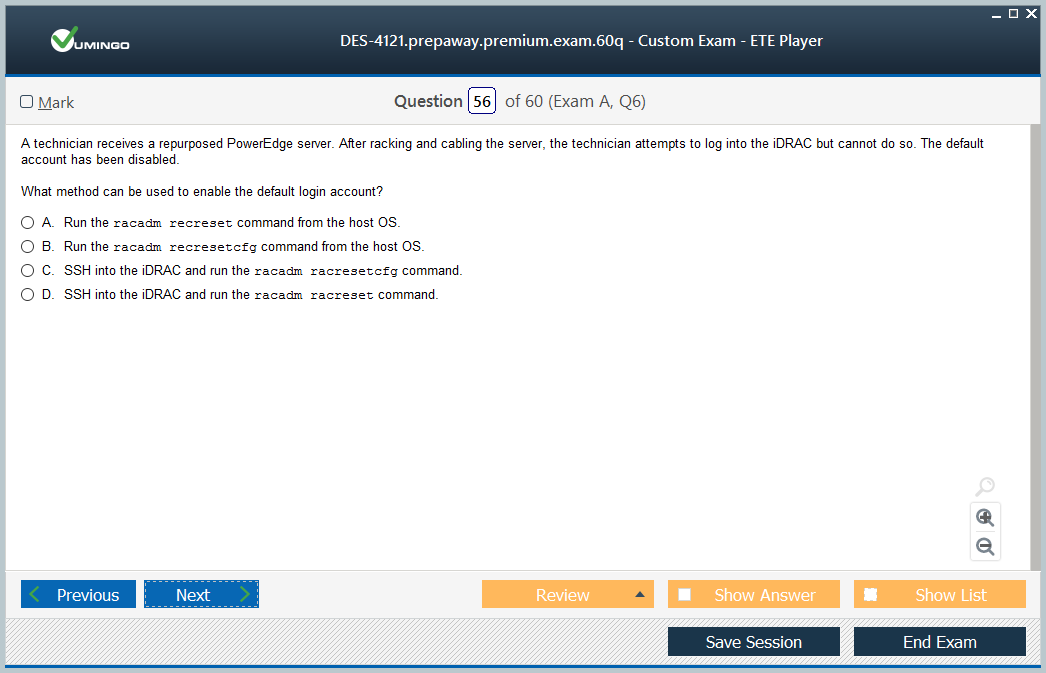 VUMINGO
DES-4121.prepaway.premium.exam.60q - Custom Exam - ETE Player
Mark
Question 56 of 60 (Exam A, Q6)
A technician receives a repurposed PowerEdge server. After racking and cabling the server, the technician attempts to log into the iDRAC but cannot do so. The default
account has been disabled.
What method can be used to enable the default login account?
A. Run the racadm recreset command from the host OS.
B. Run the racadm recresetcfg command from the host OS.
C. SSH into the iDRAC and run the racadm racresetcfg command.
D. SSH into the iDRAC and run the racadm racreset command.
Previous Next Review Show Answer Show List
Save Session End Exam